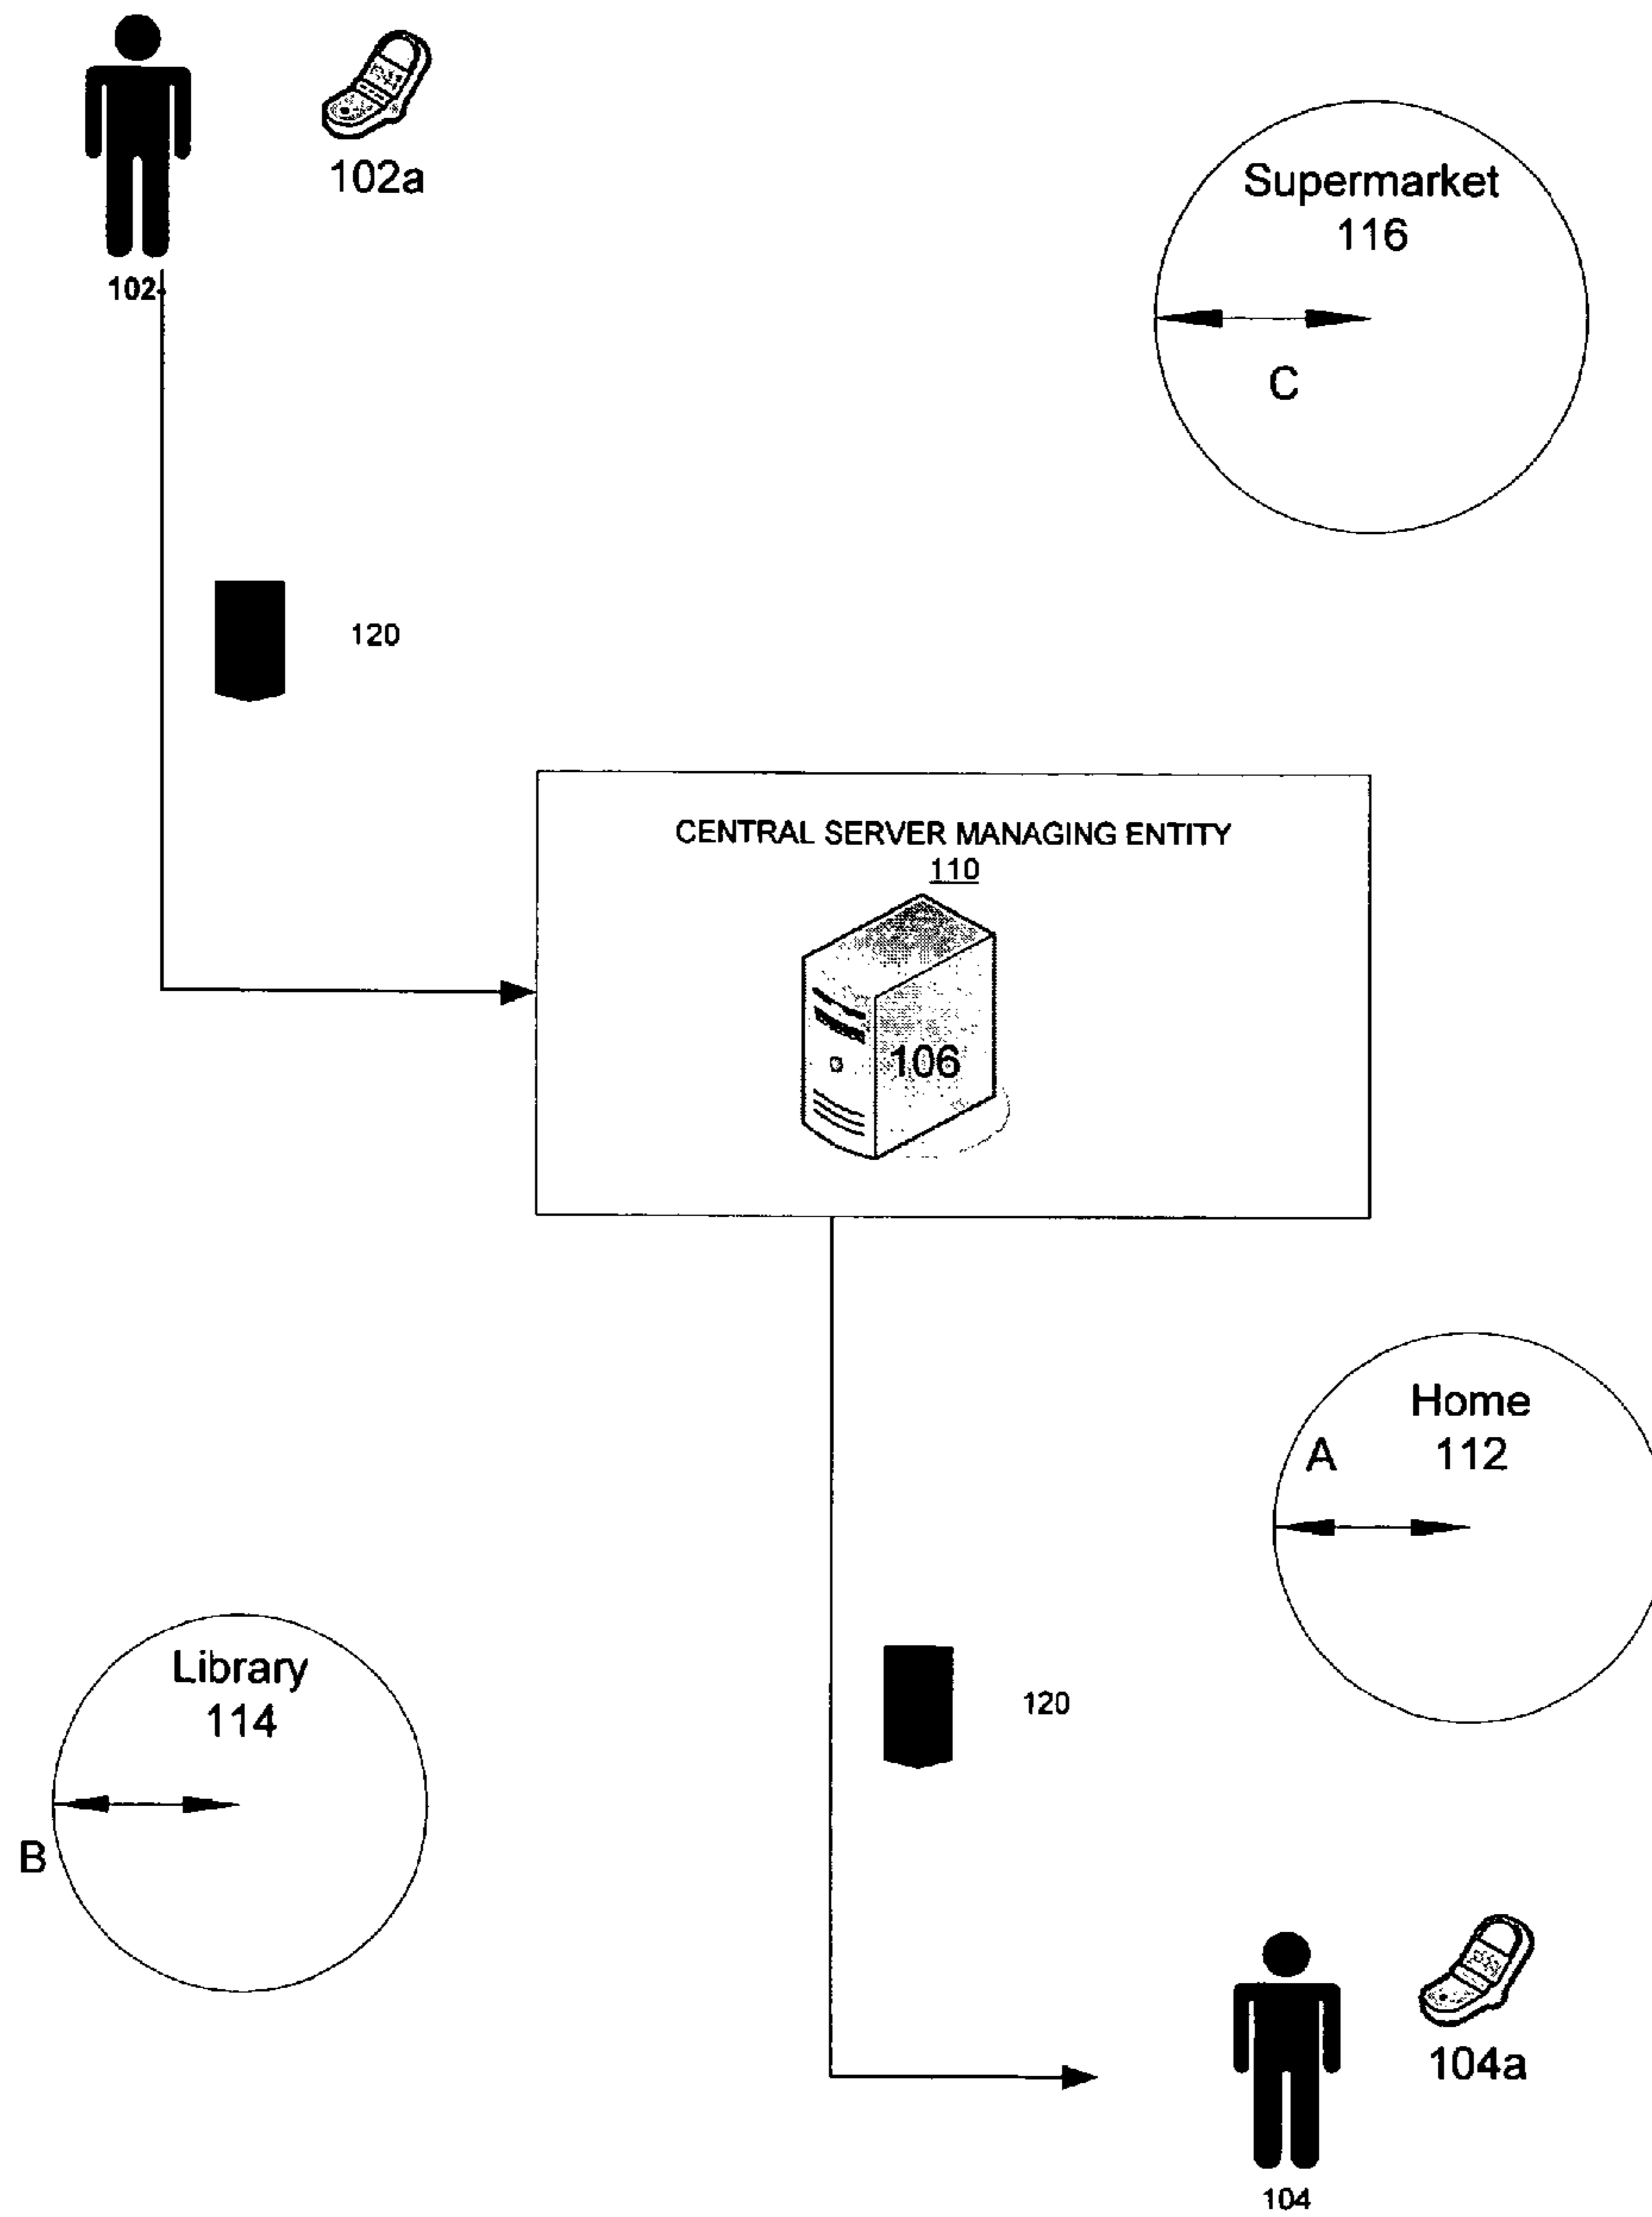 102a
Supermarket
116
102
C
120
CENTRAL SERVER MANAGING ENTITY
110
106
Home
112
A
Library
114
120
B
104a
104